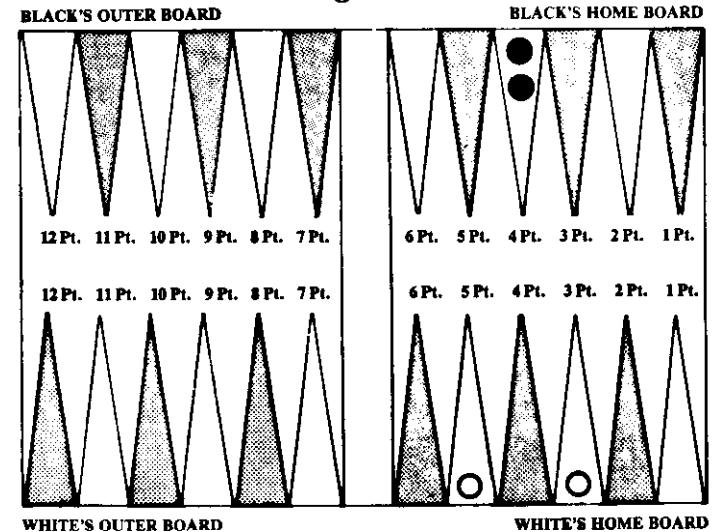 BLACK'S OUTER BOARD BLACK'S HOME BOARD
12 Pt. 11 Pt. 10 Pt. 9 Pt. 8 Pt. 7 Pt. 6 Pt. 5 Pt. 4 Pt. 3 Pt. 2 Pt. 1 Pt.
12 Pt. 11 Pt. 10 Pt. 9 Pt. 8 Pt. 7 Pt. 6 Pt. 5 Pt. 4 Pt. 3 Pt. 2 Pt. 1 Pt.
WHITE'S OUTER BOARD WHITE'S HOME BOARD